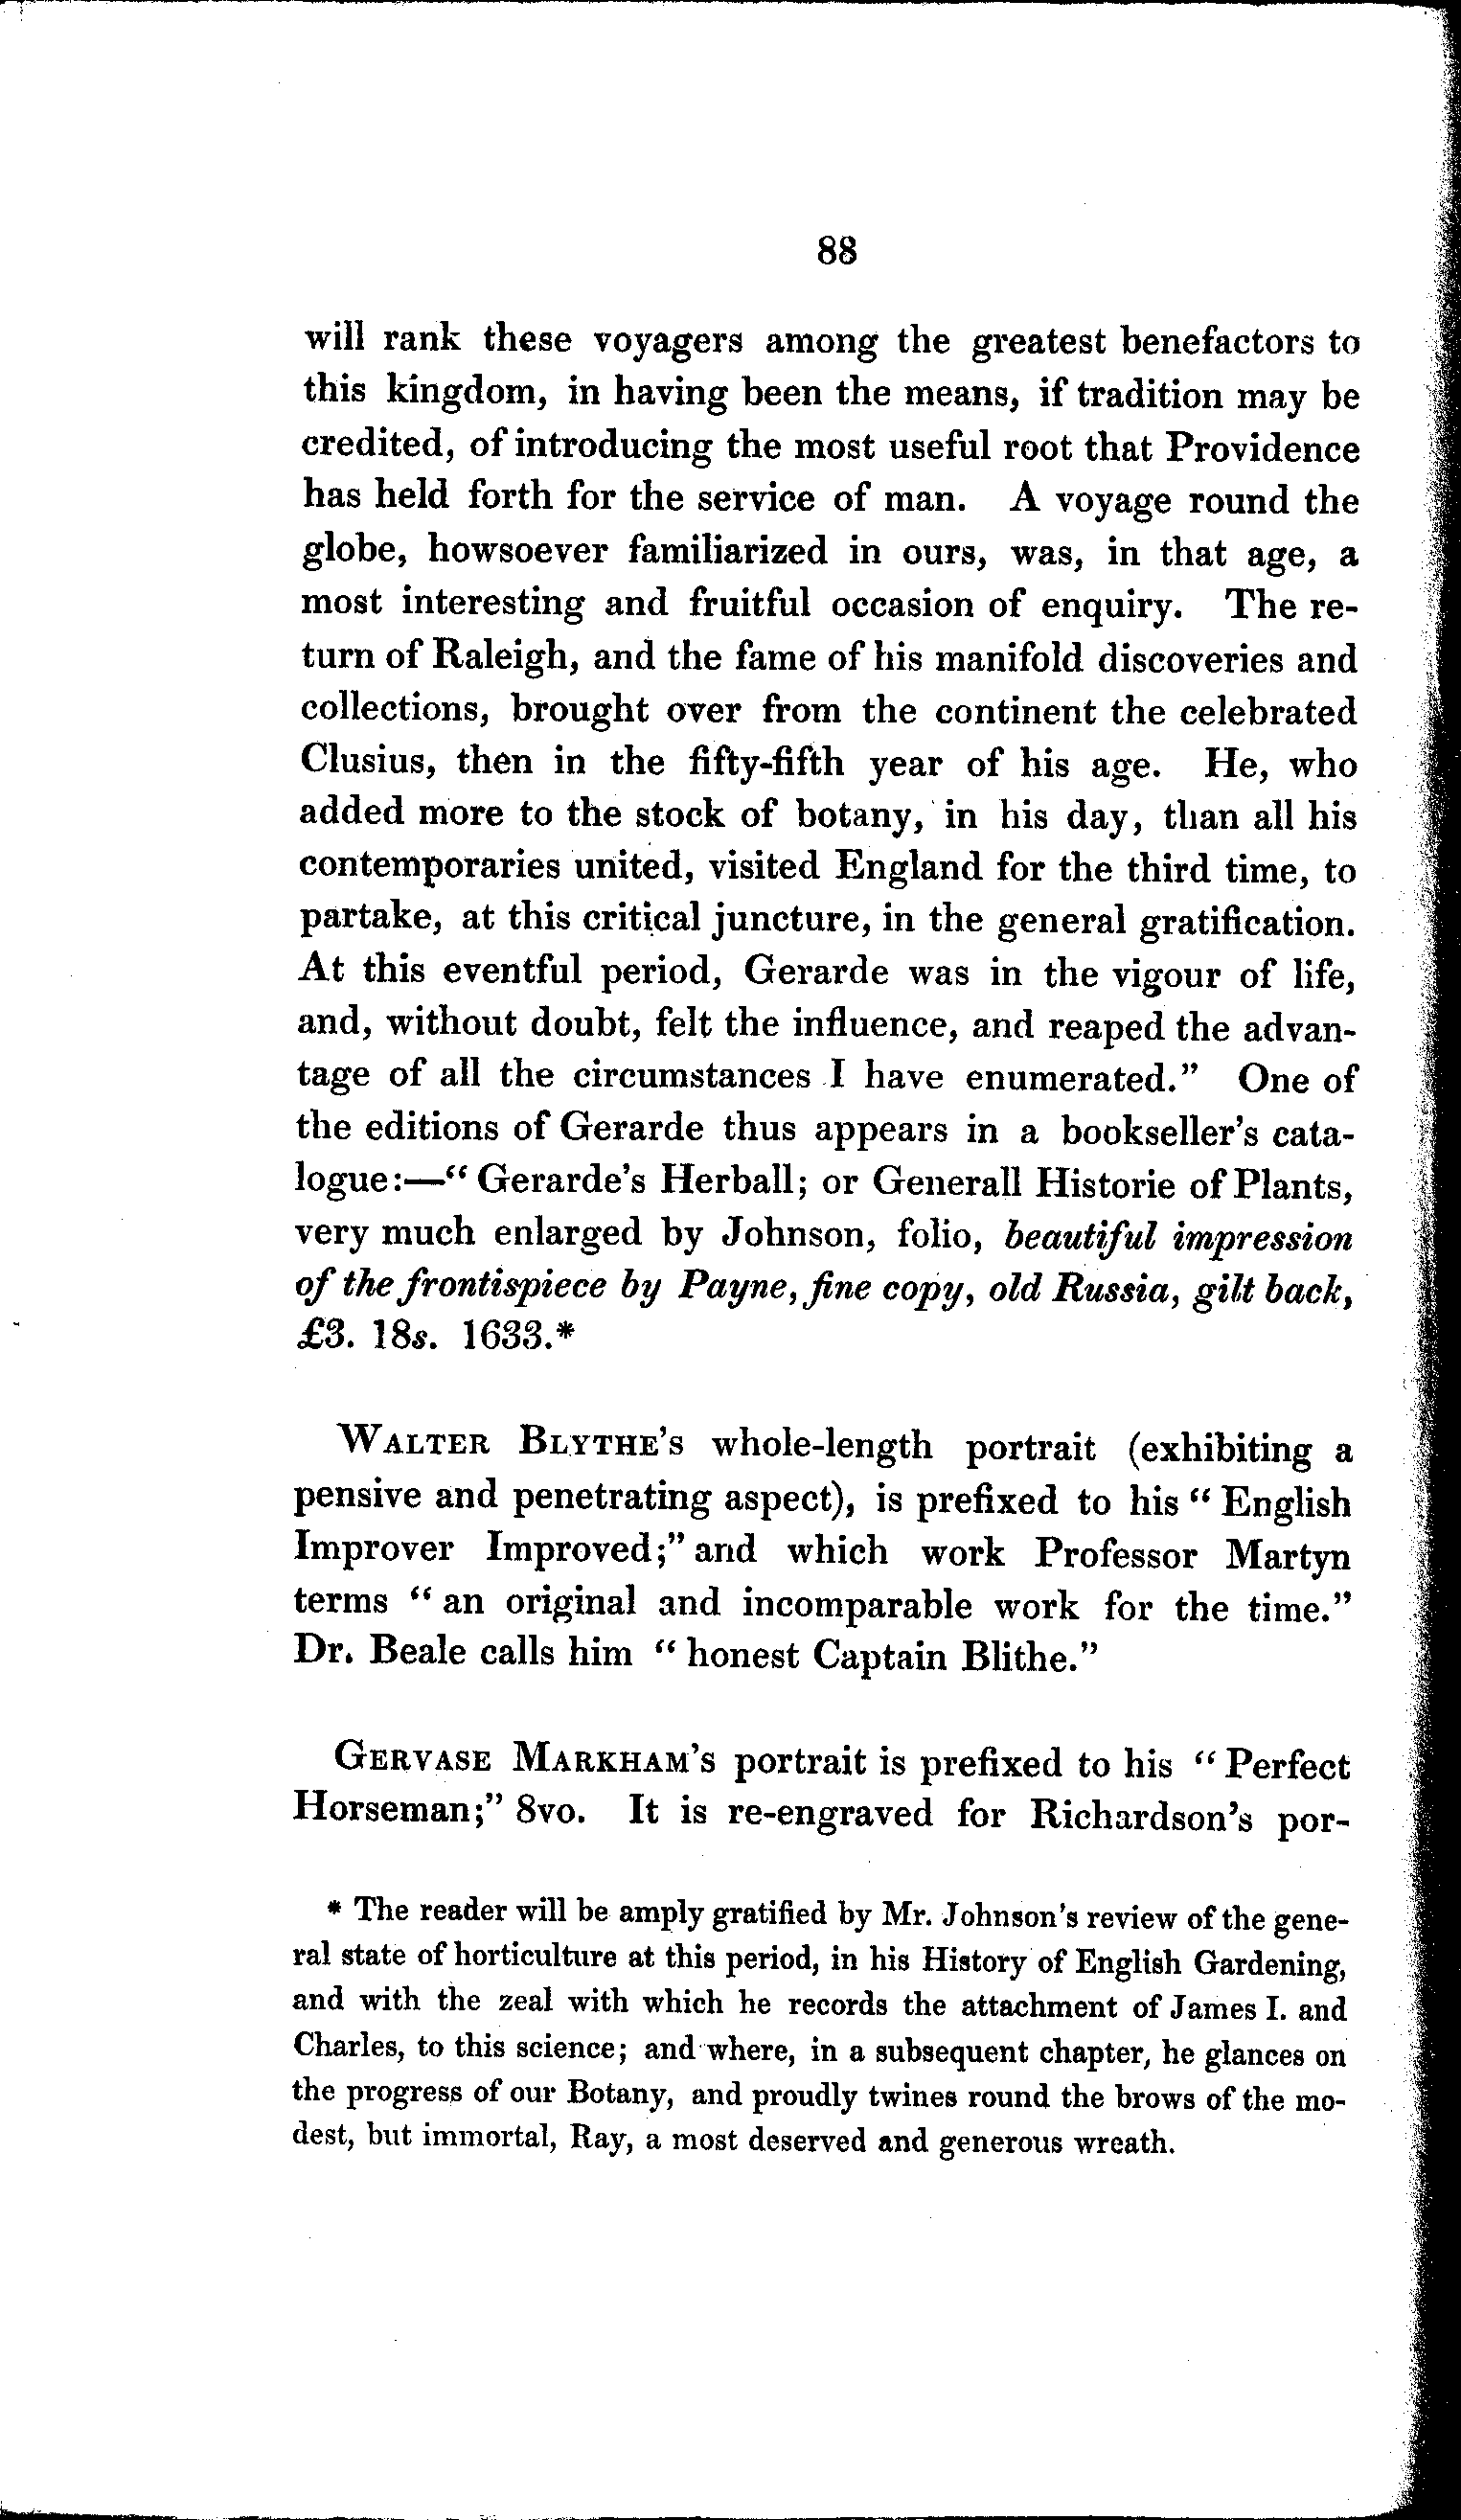 88
will rank these voyagers among the greatest benefactors to
this kingdom, in having been the means, if tradition may be
credited, of introducing the most useful root that Providence
has held forth for the service of man. A voyage round the
globe, howsoever familiarized in ours, was, in that age, a
most interesting and fruitful occasion of enquiry. The re-
turn of Raleigh, and the fame of his manifold discoveries and
collections, brought over from the continent the celebrated
Clusius, then in the fifty-fifth year of his age. He, who
added more to the stock of botany, in his day, than all his
contemporaries united, visited England for the third time, to
partake, at this critical juncture, in the general gratification.
At this eventful period, Gerarde was in the vigour of life,
and, without doubt, felt the influence, and reaped the advan-
tage of all the circumstances I have enumerated." One of
the editions of Gerarde thus appears in a bookseller's cata-
logue:—" Gerarde's Herball; or Generall Historie of Plants,
very much enlarged by Johnson, folio, beautiful impression
of the frontispiece by Payne, fine copy, old Russia, gilt back,
£3. 18s. 1633.*
WALTER BLYTHE'S whole-length portrait (exhibiting a
pensive and penetrating aspect), is prefixed to his " English
Improver Improved;" and which work Professor Martyn
terms " an original and incomparable work for the time."
Dr. Beale calls him " honest Captain Blithe."
GERVASE MARKHAM'S portrait is prefixed to his " Perfect
Horseman;" 8vo. It is re-engraved for Richardson's por-
* The reader will be amply gratified by Mr. Johnson's review of the gene-
ral state of horticulture at this period, in his History of English Gardening,
and with the zeal with which he records the attachment of James I. and
Charles, to this science; and where, in a subsequent chapter, he glances on
the progress of our Botany, and proudly twines round the brows of the mo-
dest, but immortal, Ray, a most deserved and generous wreath.